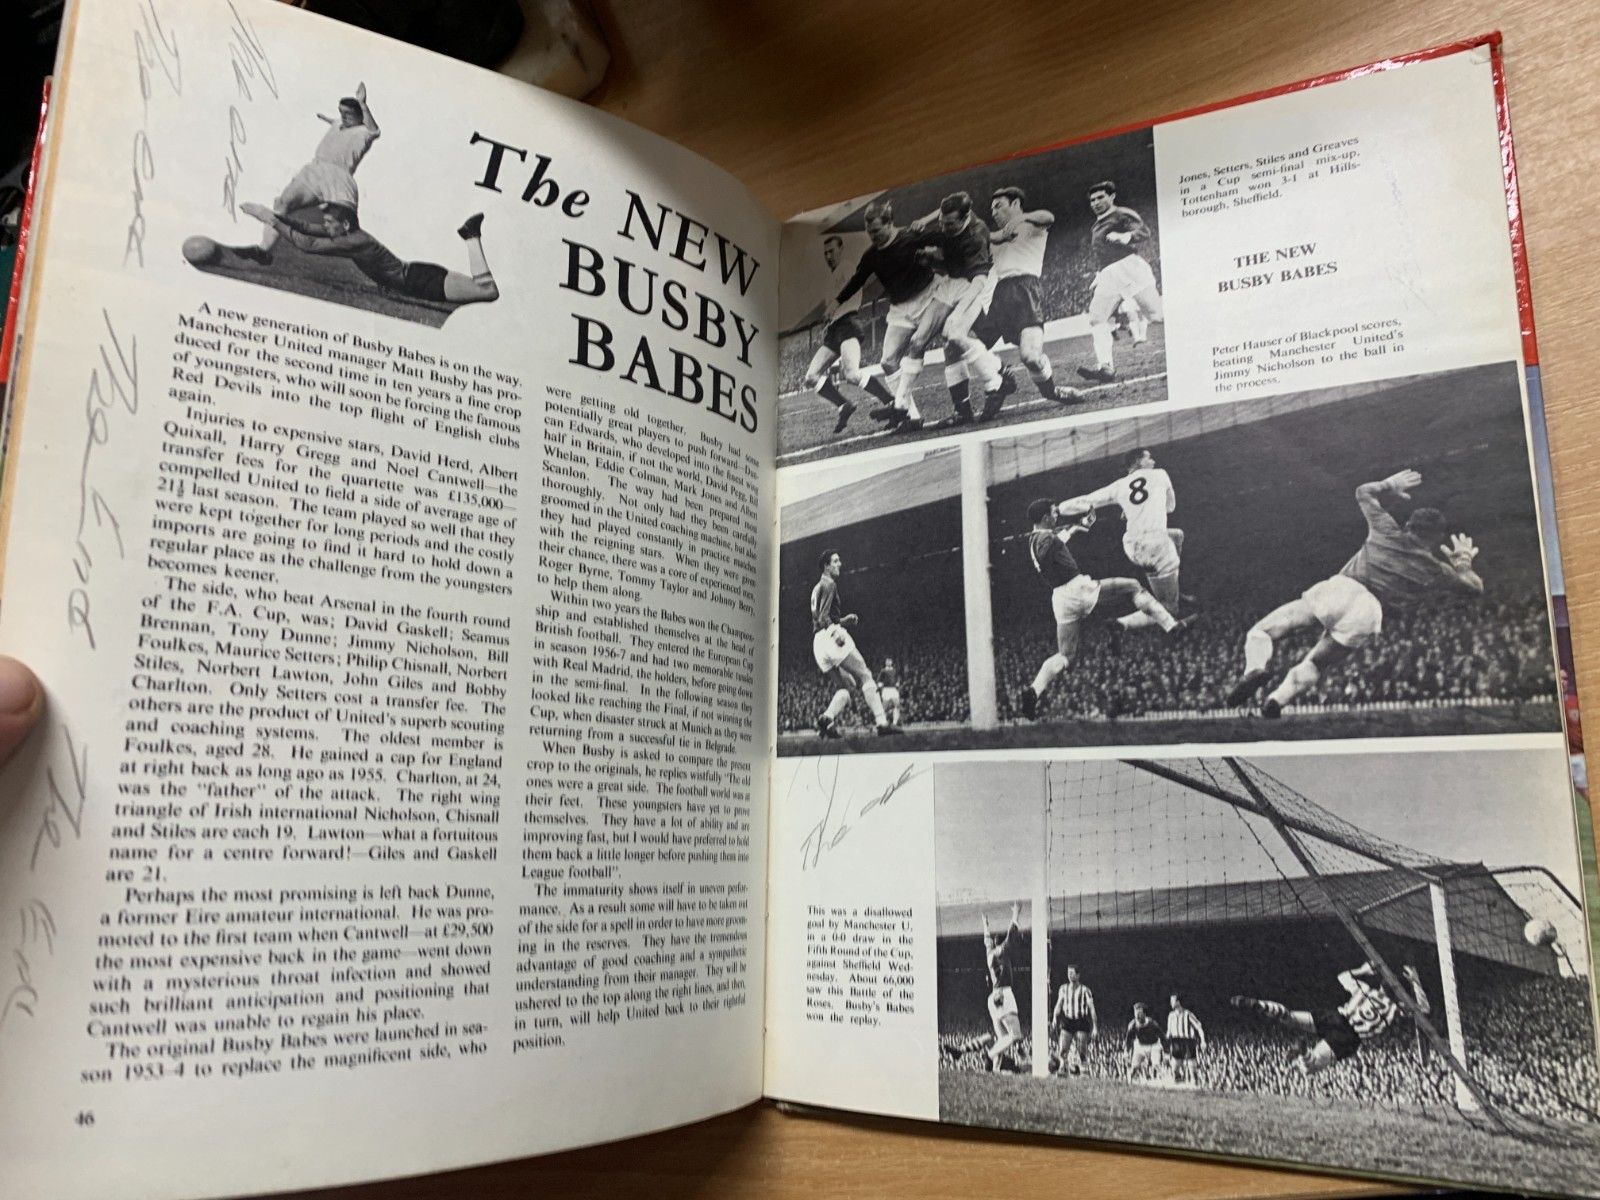 The NEW
BUSBY
BABES
A new generation of Busby Babes is on the way.
Manchester United manager Matt Busby has pro-
duced for the second time in ten years a fine crop
of youngsters, who will soon be forcing the famous
Red Devils into the top flight of English clubs
again.
Injuries to expensive stars, David Herd, Albert
Quixall, Harry Gregg and Noel Cantwell—the
transfer fees for the quartette was £135,000—
compelled United to field a side of average age of
21½ last season. The team played so well that they
were kept together for long periods and the costly
imports are going to find it hard to hold down a
regular place as the challenge from the youngsters
becomes keener.
The side, who beat Arsenal in the fourth round
of the F.A. Cup, was; David Gaskell; Seamus
Brennan, Tony Dunne; Jimmy Nicholson, Bill
Foulkes, Maurice Setters; Philip Chisnall, Norbert
Stiles, Norbert Lawton, John Giles and Bobby
Charlton. Only Setters cost a transfer fee. The
others are the product of United's superb scouting
and coaching systems. The oldest member is
Foulkes, aged 28. He gained a cap for England
at right back as long ago as 1955. Charlton, at 24,
was the "father" of the attack. The right wing
triangle of Irish international Nicholson, Chisnall
and Stiles are each 19. Lawton—what a fortuitous
name for a centre forward!—Giles and Gaskell
are 21.
Perhaps the most promising is left back Dunne,
a former Eire amateur international. He was pro-
moted to the first team when Cantwell—at £29,500
the most expensive back in the game—went down
with a mysterious throat infection and showed
such brilliant anticipation and positioning that
Cantwell was unable to regain his place.
The original Busby Babes were launched in sea-
son 1953-4 to replace the magnificent side, who
46
were getting old together. Busby had some
potentially great players to push forward—Dun-
can Edwards, who developed into the finest wing
half in Britain, if not the world, David Pegg, Bill
Whelan, Eddie Colman, Mark Jones and Albert
Scanlon. The way had been prepared most
thoroughly. Not only had they been carefully
groomed in the United coaching machine, but also
they had played constantly in practice matches
with the reigning stars. When they were given
their chance, there was a core of experienced men,
Roger Byrne, Tommy Taylor and Johnny Berry,
to help them along.
Within two years the Babes won the Champion-
ship and established themselves at the head of
British football. They entered the European Cup
in season 1956-7 and had two memorable tussles
with Real Madrid, the holders, before going down
in the semi-final. In the following season they
looked like reaching the Final, if not winning the
Cup, when disaster struck at Munich as they were
returning from a successful tie in Belgrade.
When Busby is asked to compare the present
crop to the originals, he replies wistfully "The old
ones were a great side. The football world was at
their feet. These youngsters have yet to prove
themselves. They have a lot of ability and are
improving fast, but I would have preferred to hold
them back a little longer before pushing them into
League football".
The immaturity shows itself in uneven perfor-
mance. As a result some will have to be taken out
of the side for a spell in order to have more groom-
ing in the reserves. They have the tremendous
advantage of good coaching and a sympathetic
understanding from their manager. They will be
ushered to the top along the right lines, and then,
in turn, will help United back to their rightful
position.
Jones, Setters, Stiles and Greaves
in a Cup semi-final mix-up.
Tottenham won 3-1 at Hills-
borough, Sheffield.
THE NEW
BUSBY BABES
Peter Hauser of Blackpool scores,
beating Manchester United's
Jimmy Nicholson to the ball in
the process.
8
This was a disallowed
goal by Manchester U.
in a 0-0 draw in the
Fifth Round of the Cup,
against Sheffield Wed-
nesday. About 66,000
saw this Battle of the
Roses. Busby's Babes
won the replay.